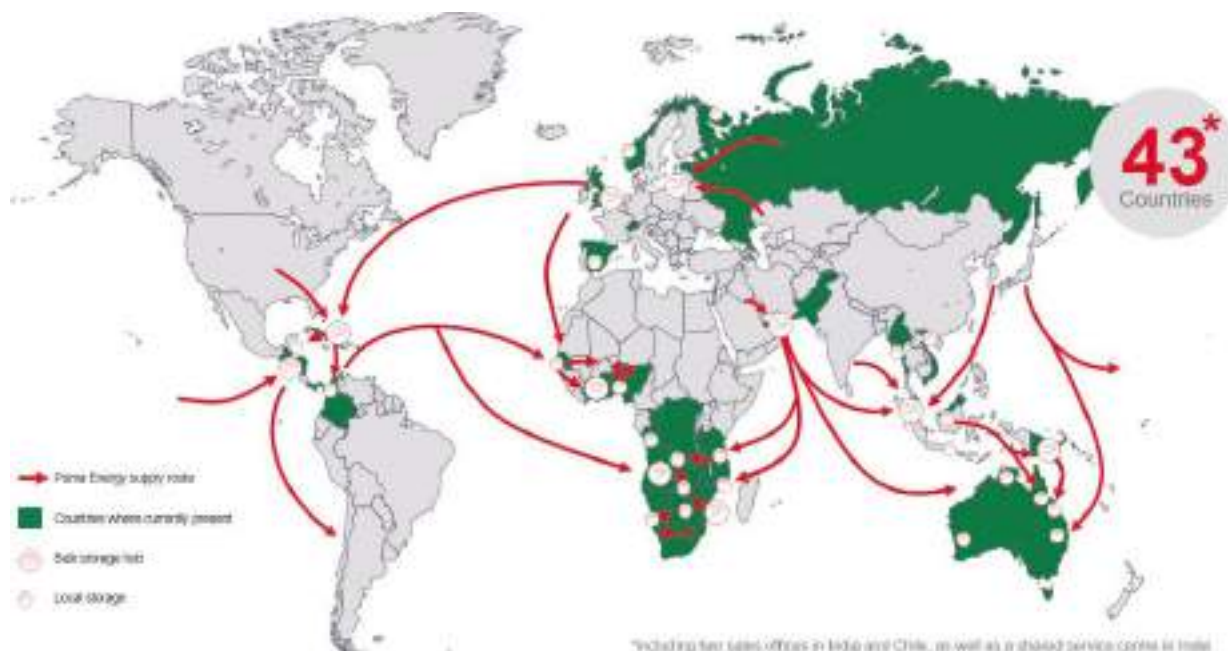 43*
Countries
Puma Energy supply route
Countries where currently present
Bulk storage hub
Local storage
*Including two sales offices in India and Chile, as well as a shared service centre in India